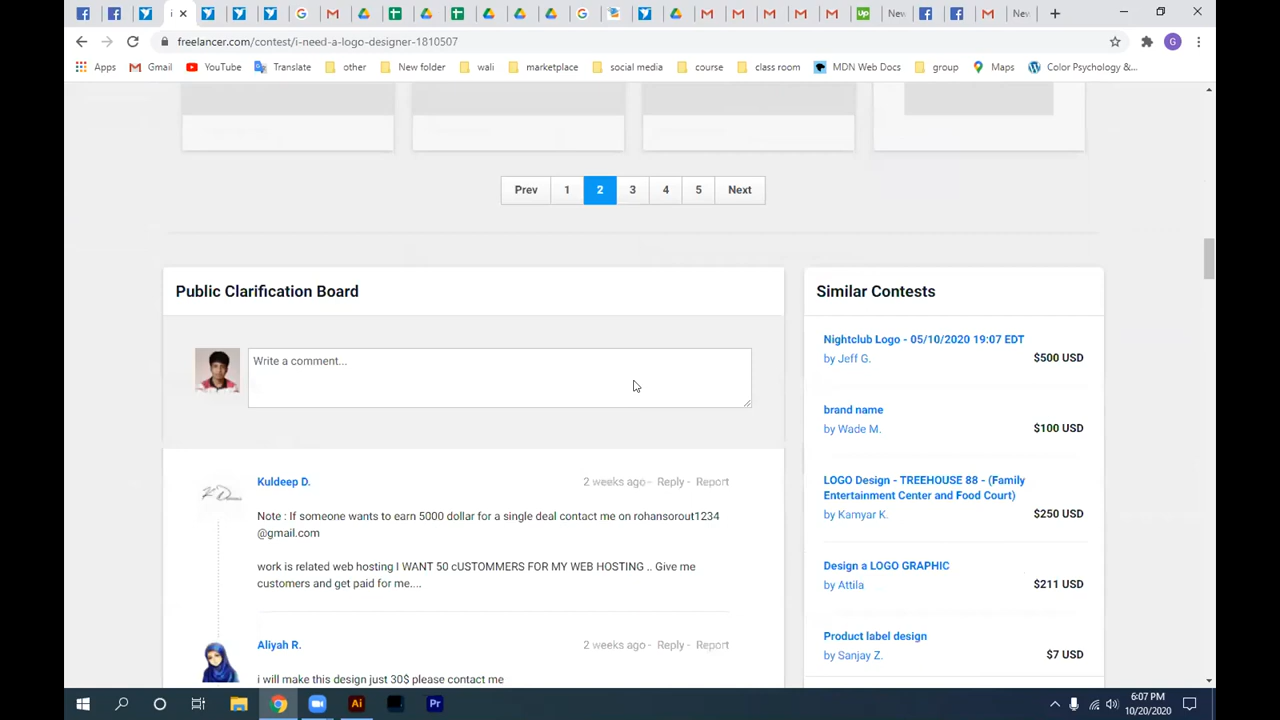 i
New
New
freelancer.com/contest/i-need-a-logo-designer-1810507
G
Apps
Gmail
YouTube
Translate
other
New folder
wali
marketplace
social media
course
class room
MDN Web Docs
group
Maps
Color Psychology &...
Prev
1
2
3
4
5
Next
Public Clarification Board
Write a comment...
Kuldeep D.
2 weeks ago - Reply - Report
Note : If someone wants to earn 5000 dollar for a single deal contact me on rohansorout1234
@gmail.com
work is related web hosting I WANT 50 cUSTOMMERS FOR MY WEB HOSTING .. Give me
customers and get paid for me....
Aliyah R.
2 weeks ago - Reply - Report
i will make this design just 30$ please contact me
Similar Contests
Nightclub Logo - 05/10/2020 19:07 EDT
by Jeff G.
$500 USD
brand name
by Wade M.
$100 USD
LOGO Design - TREEHOUSE 88 - (Family
Entertainment Center and Food Court)
by Kamyar K.
$250 USD
Design a LOGO GRAPHIC
by Attila
$211 USD
Product label design
by Sanjay Z.
$7 USD
Ai
Pr
6:07 PM
10/20/2020